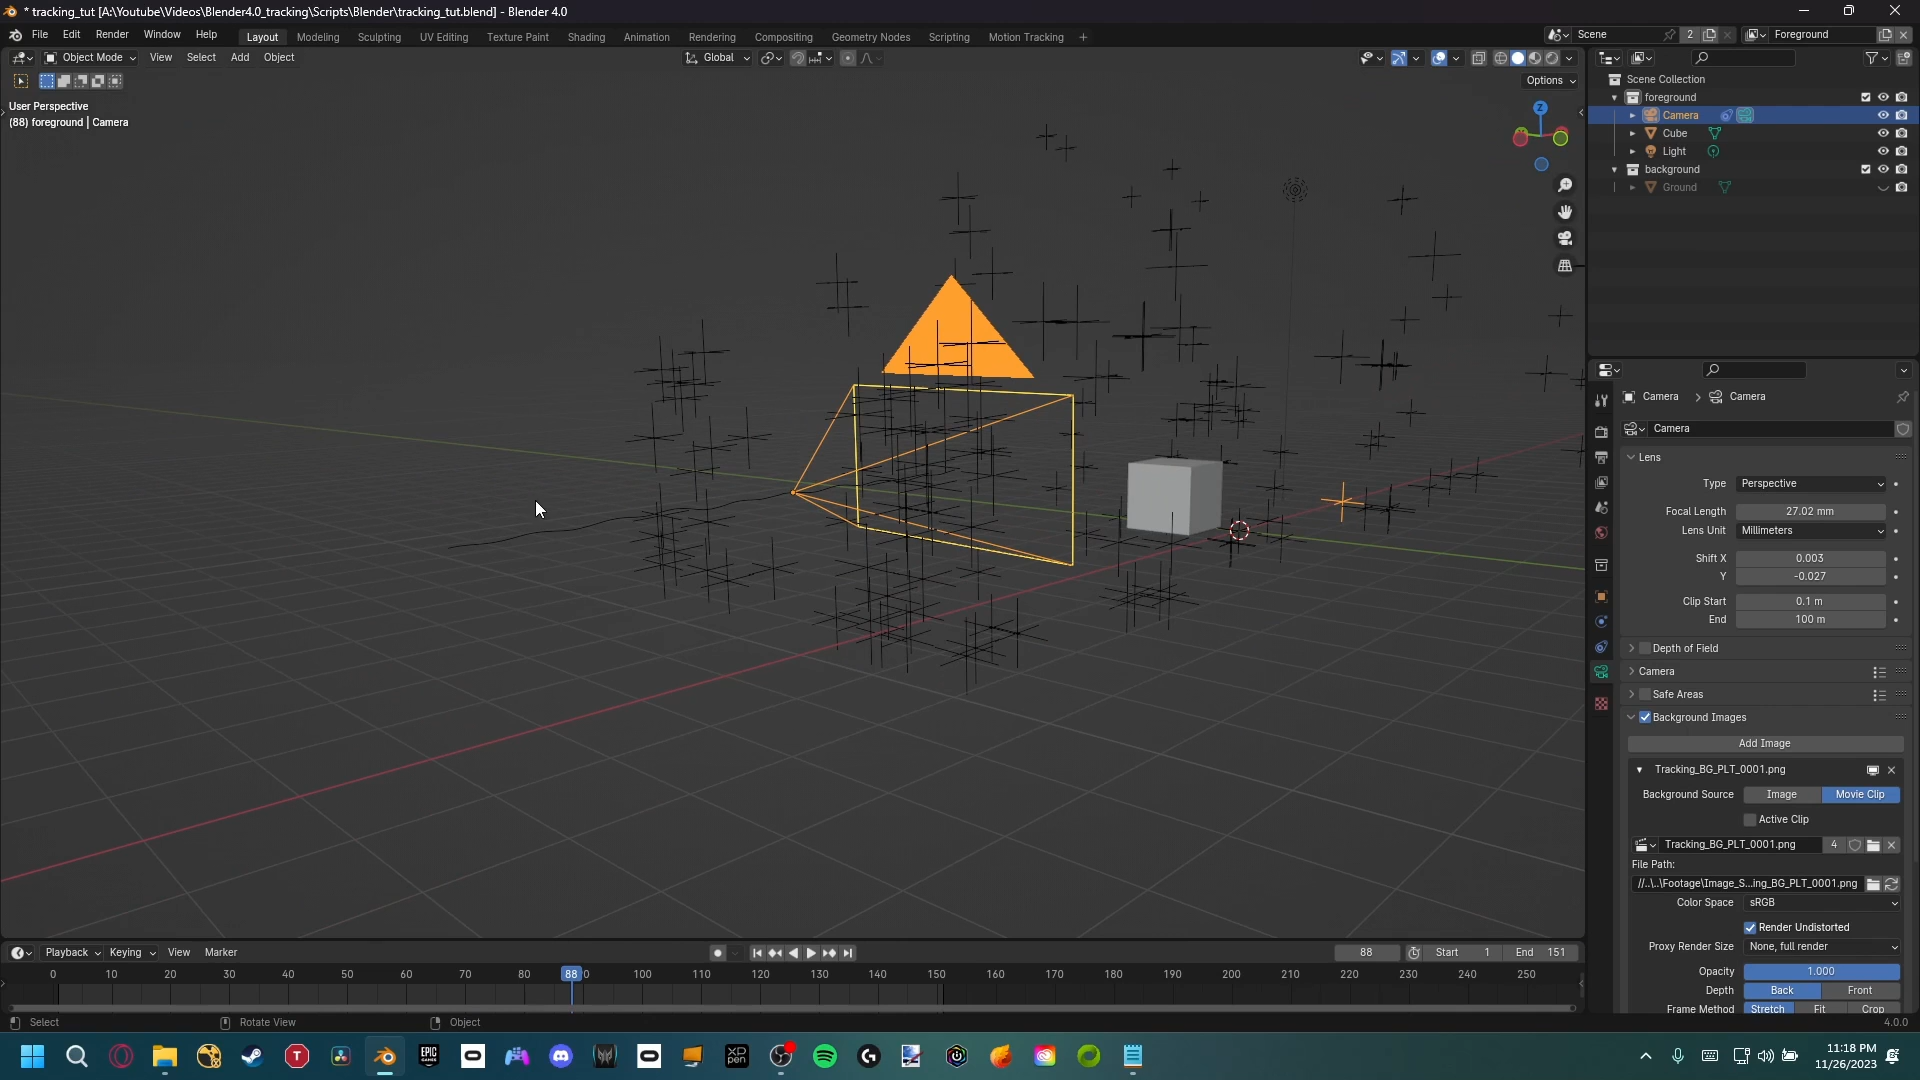 * tracking_tut [A:\Youtube\Videos\Blender4.0_tracking\Scripts\Blender\tracking_tut.blend] - Blender 4.0
File Edit Render Window Help Layout Modeling Sculpting UV Editing Texture Paint Shading Animation Rendering Compositing Geometry Nodes Scripting Motion Tracking + Scene 2 Foreground
Object Mode View Select Add Object Global
Options
User Perspective
(88) foreground | Camera
Z
Scene Collection
foreground
Camera
Cube
Light
background
Ground
Camera > Camera
Camera
Lens
Type Perspective
Focal Length 27.02 mm
Lens Unit Millimeters
Shift X 0.003
Y -0.027
Clip Start 0.1 m
End 100 m
Depth of Field
Camera
Safe Areas
Background Images
Add Image
Tracking_BG_PLT_0001.png
Background Source Image Movie Clip
Active Clip
Tracking_BG_PLT_0001.png 4
File Path:
//..\..\Footage\Image_S...ing_BG_PLT_0001.png
Color Space sRGB
Render Undistorted
Proxy Render Size None, full render
Opacity 1.000
Depth Back Front
Frame Method Stretch Fit Crop
Playback Keying View Marker 88 Start 1 End 151
0 10 20 30 40 50 60 70 80 88 0 100 110 120 130 140 150 160 170 180 190 200 210 220 230 240 250
Select Rotate View Object 4.0.0
T EPIC GAMES XP PEN G
11:18 PM
11/26/2023